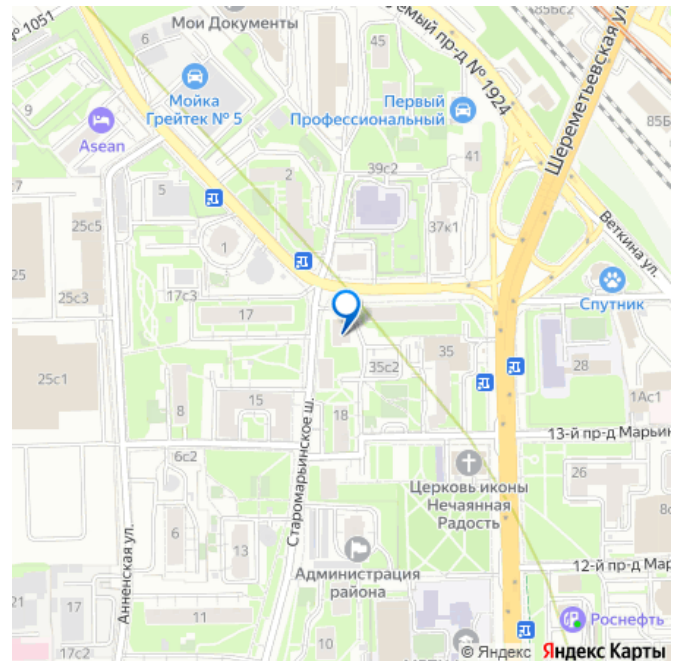 № 1051
6
Мои Документы
45
емый пр-д № 1924
85Бс2
Шереметьевская ул.
9
Мойка
Грейтек № 5
Первый
Профессиональный
Asean
85Б
39с2
41
2
5
37к1
25с5
1
Веткина ул.
25
25с3
17с3
Спутник
17
25с1
35
35с2
28
1Ас1
8
15
18
13-й пр-д Марьин
6с2
Церковь иконы
Нечаянная
Радость
26
Старомарьинское ш.
Анненская ул.
6
13
Администрация
района
12-й пр-д Марь
21
17
11
Роснефть
10
17с2
© Яндекс Яндекс Карты